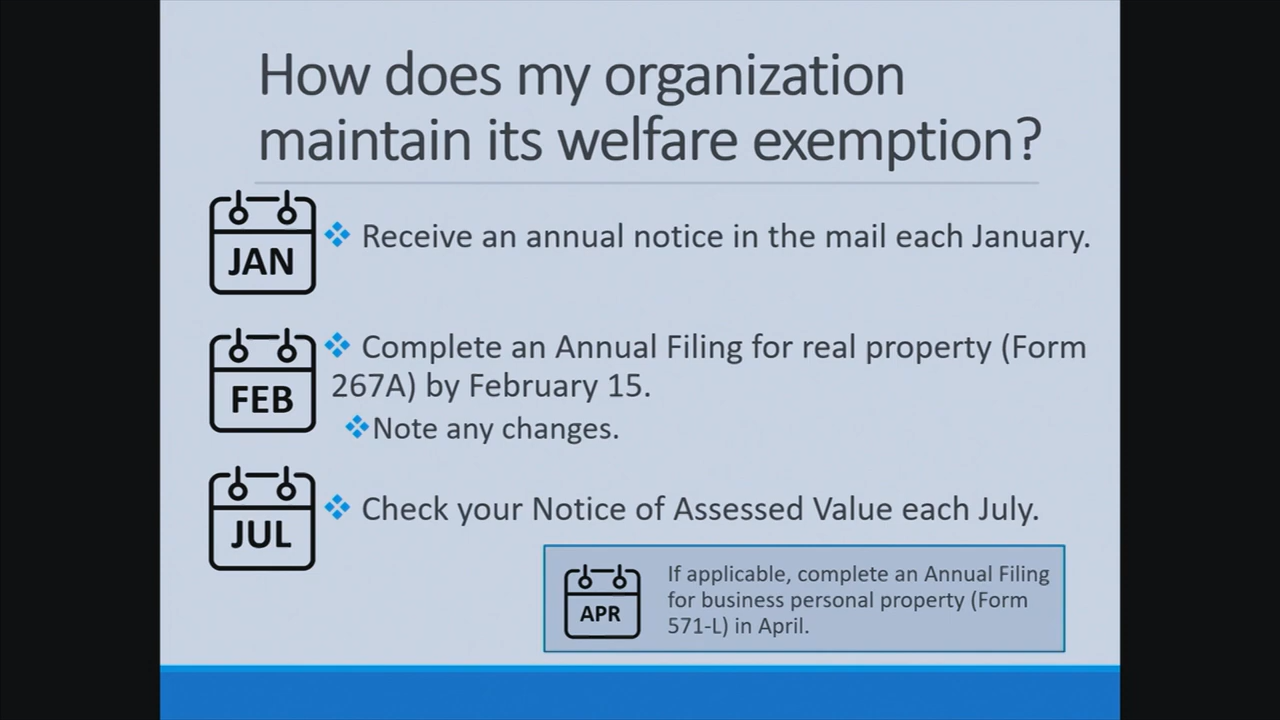 How does my organization
maintain its welfare exemption?
JAN
Receive an annual notice in the mail each January.
FEB
Complete an Annual Filing for real property (Form
267A) by February 15.
Note any changes.
JUL
Check your Notice of Assessed Value each July.
APR
If applicable, complete an Annual Filing
for business personal property (Form
571-L) in April.